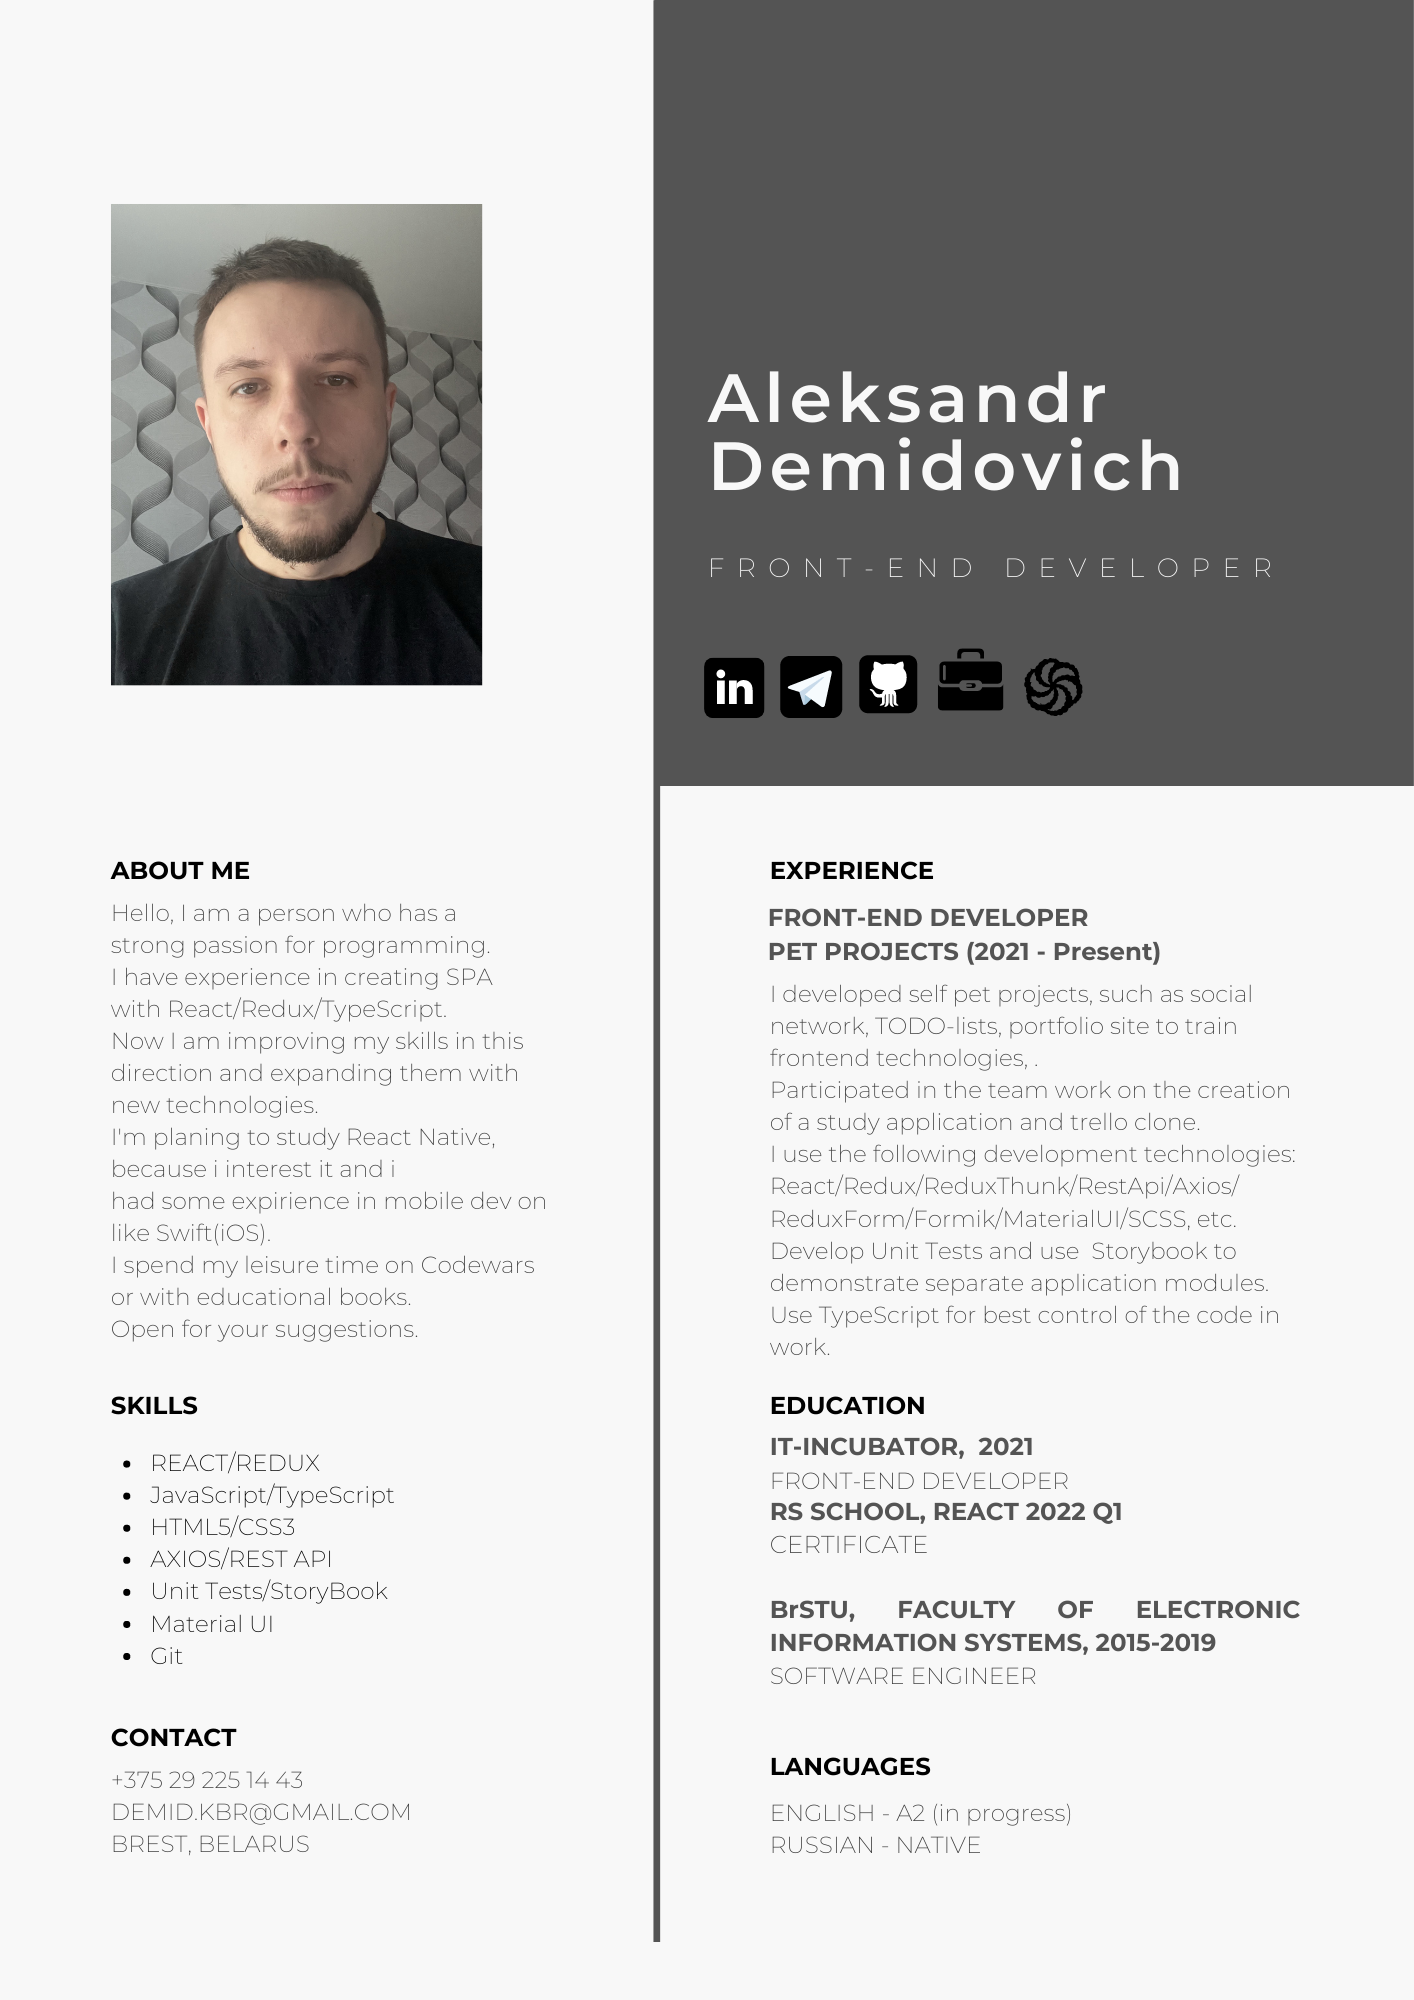 Aleksandr
Demidovich
FRONT-END DEVELOPER
in
ABOUT ME
Hello, I am a person who has a
strong passion for programming.
I have experience in creating SPA
with React/Redux/TypeScript.
Now I am improving my skills in this
direction and expanding them with
new technologies.
I'm planing to study React Native,
because i interest it and i
had some expirience in mobile dev on
like Swift(iOS).
I spend my leisure time on Codewars
or with educational books.
Open for your suggestions.
SKILLS
• REACT/REDUX
• JavaScript/TypeScript
• HTML5/CSS3
• AXIOS/REST API
• Unit Tests/StoryBook
• Material UI
• Git
CONTACT
+375 29 225 14 43
DEMID.KBR@GMAIL.COM
BREST, BELARUS
EXPERIENCE
FRONT-END DEVELOPER
PET PROJECTS (2021 - Present)
I developed self pet projects, such as social
network, TODO-lists, portfolio site to train
frontend technologies, .
Participated in the team work on the creation
of a study application and trello clone.
I use the following development technologies:
React/Redux/ReduxThunk/RestApi/Axios/
ReduxForm/Formik/MaterialUI/SCSS, etc.
Develop Unit Tests and use  Storybook to
demonstrate separate application modules.
Use TypeScript for best control of the code in
work.
EDUCATION
IT-INCUBATOR,  2021
FRONT-END DEVELOPER
RS SCHOOL, REACT 2022 Q1
CERTIFICATE
BrSTU, FACULTY OF ELECTRONIC
INFORMATION SYSTEMS, 2015-2019
SOFTWARE ENGINEER
LANGUAGES
ENGLISH - A2 (in progress)
RUSSIAN - NATIVE